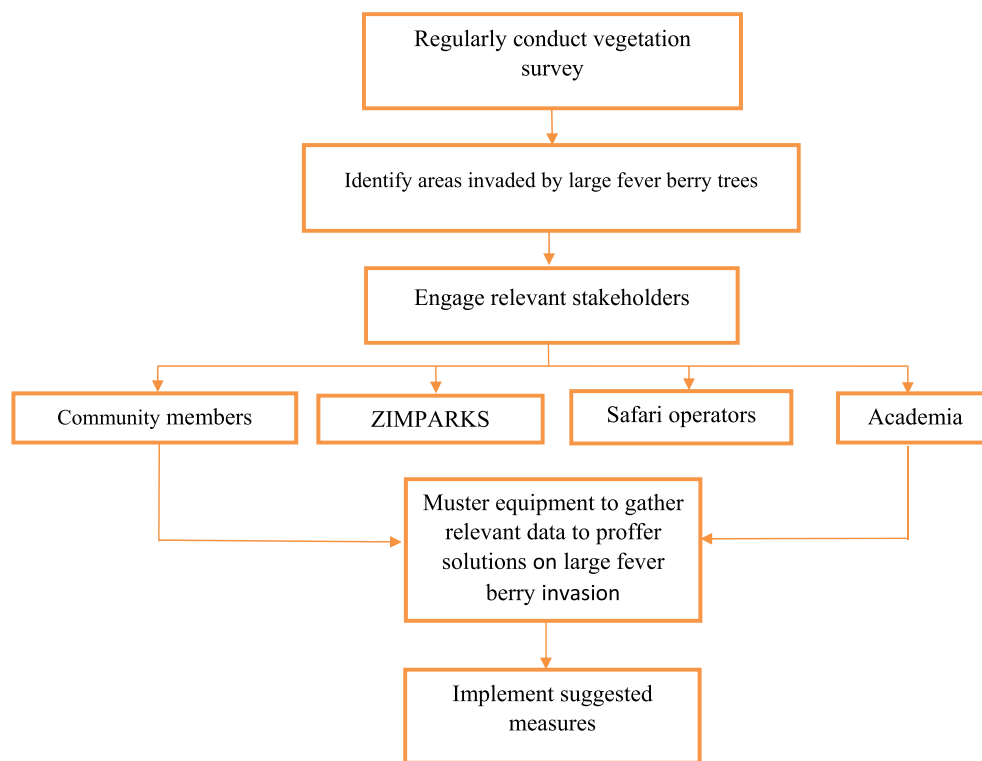 Regularly conduct vegetation
survey
Identify areas invaded by large fever berry trees
Engage relevant stakeholders
Community members
ZIMPARKS
Safari operators
Academia
Muster equipment to gather
relevant data to proffer
solutions on large fever
berry invasion
Implement suggested
measures